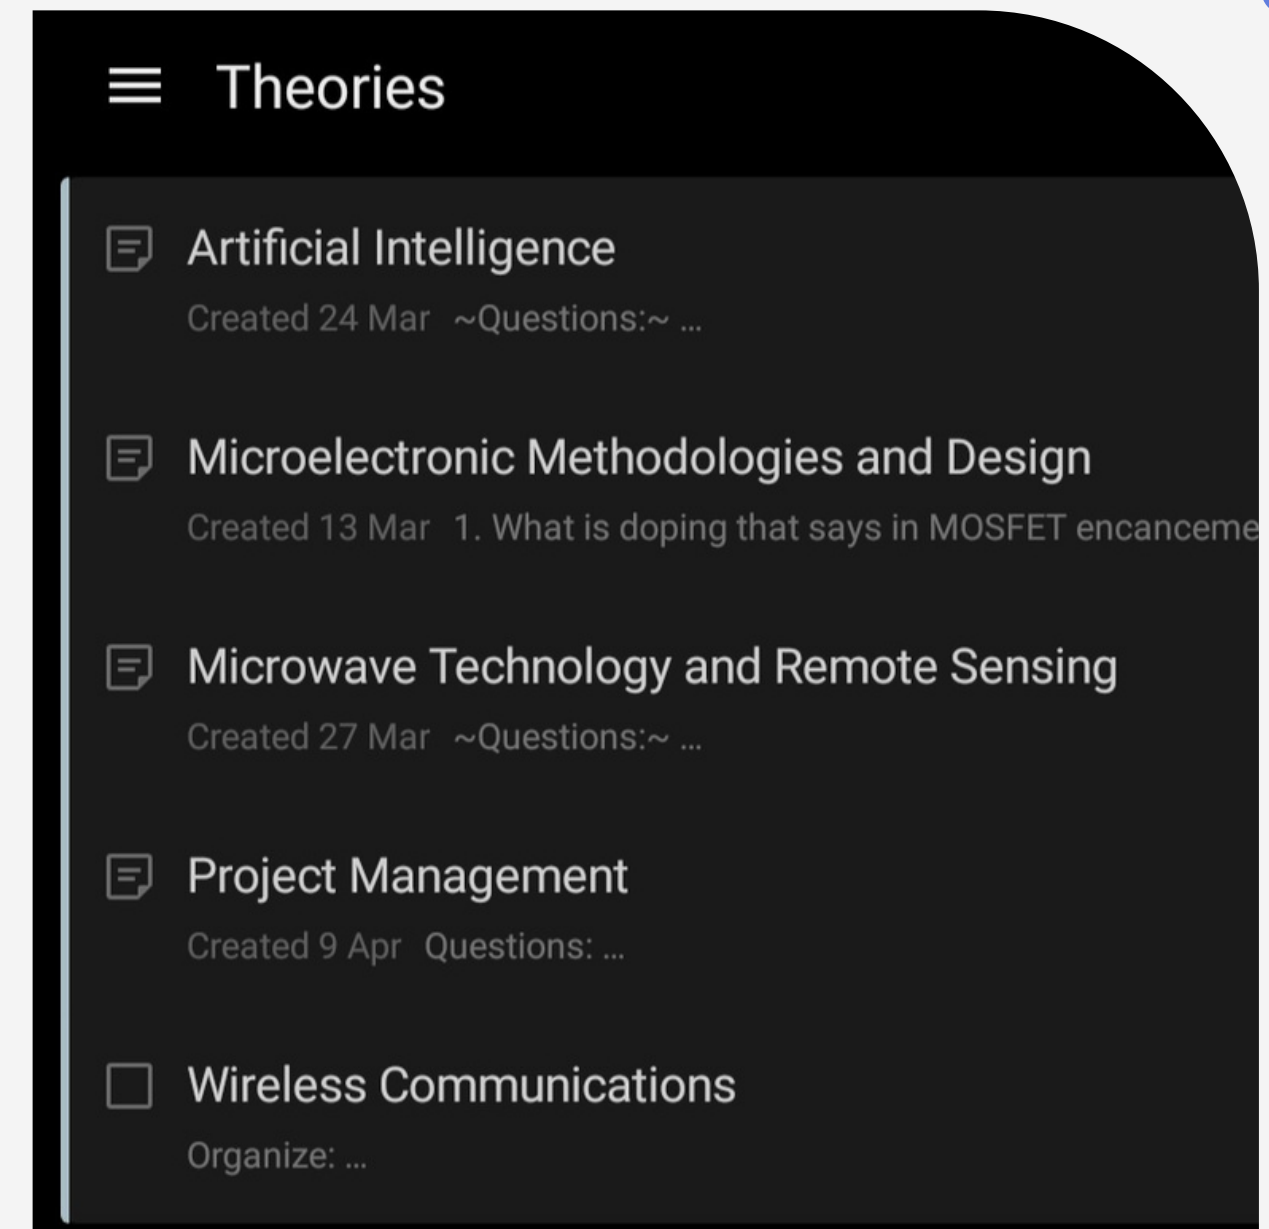 Theories
Artificial Intelligence
Created 24 Mar ~Questions:~ ...
Microelectronic Methodologies and Design
Created 13 Mar 1. What is doping that says in MOSFET encanceme
Microwave Technology and Remote Sensing
Created 27 Mar ~Questions:~ ...
Project Management
Created 9 Apr Questions: ...
Wireless Communications
Organize: ...